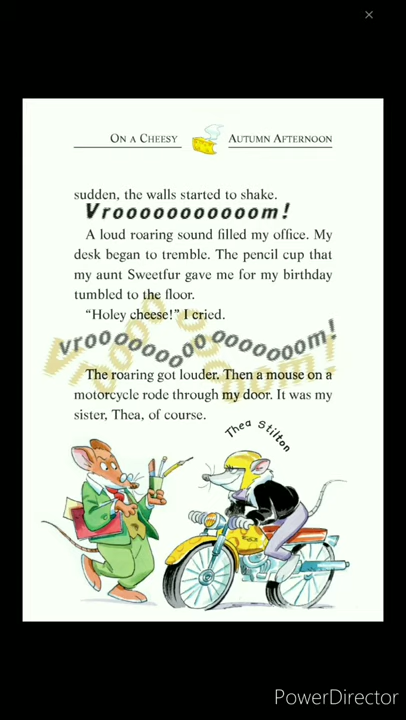 ON A CHEESY AUTUMN AFTERNOON
sudden, the walls started to shake.
Vroooooooooom!
A loud roaring sound filled my office. My
desk began to tremble. The pencil cup that
my aunt Sweetfur gave me for my birthday
tumbled to the floor.
“Holey cheese!” I cried.
vroooooooooooooooom!
The roaring got louder. Then a mouse on a
motorcycle rode through my door. It was my
sister, Thea, of course.
Thea Stilton
PowerDirector